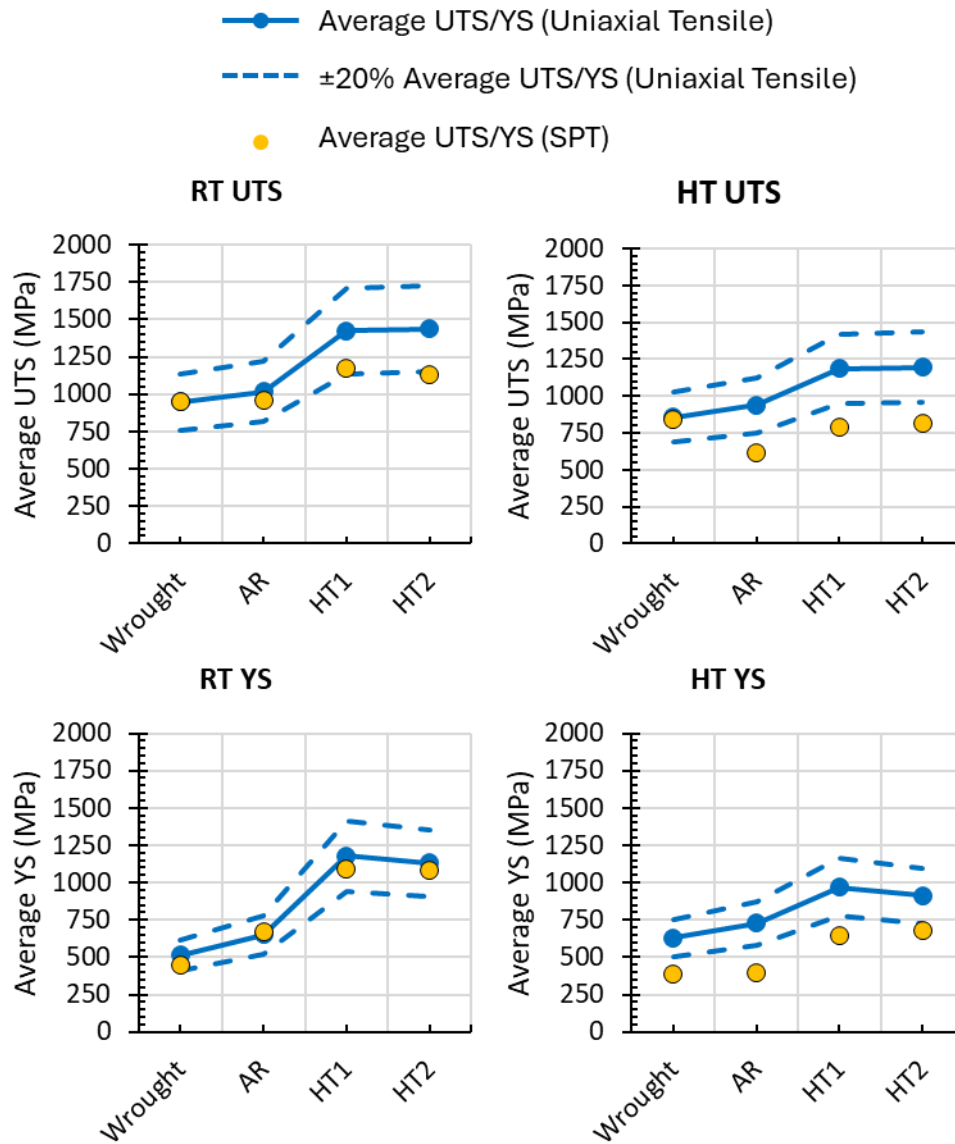 Average UTS/YS (Uniaxial Tensile)
±20% Average UTS/YS (Uniaxial Tensile)
Average UTS/YS (SPT)
RT UTS
Average UTS (MPa)
2000
1750
1500
1250
1000
750
500
250
0
Wrought
AR
HT1
HT2
HT UTS
Average UTS (MPa)
2000
1750
1500
1250
1000
750
500
250
0
Wrought
AR
HT1
HT2
RT YS
Average YS (MPa)
2000
1750
1500
1250
1000
750
500
250
0
Wrought
AR
HT1
HT2
HT YS
Average YS (MPa)
2000
1750
1500
1250
1000
750
500
250
0
Wrought
AR
HT1
HT2